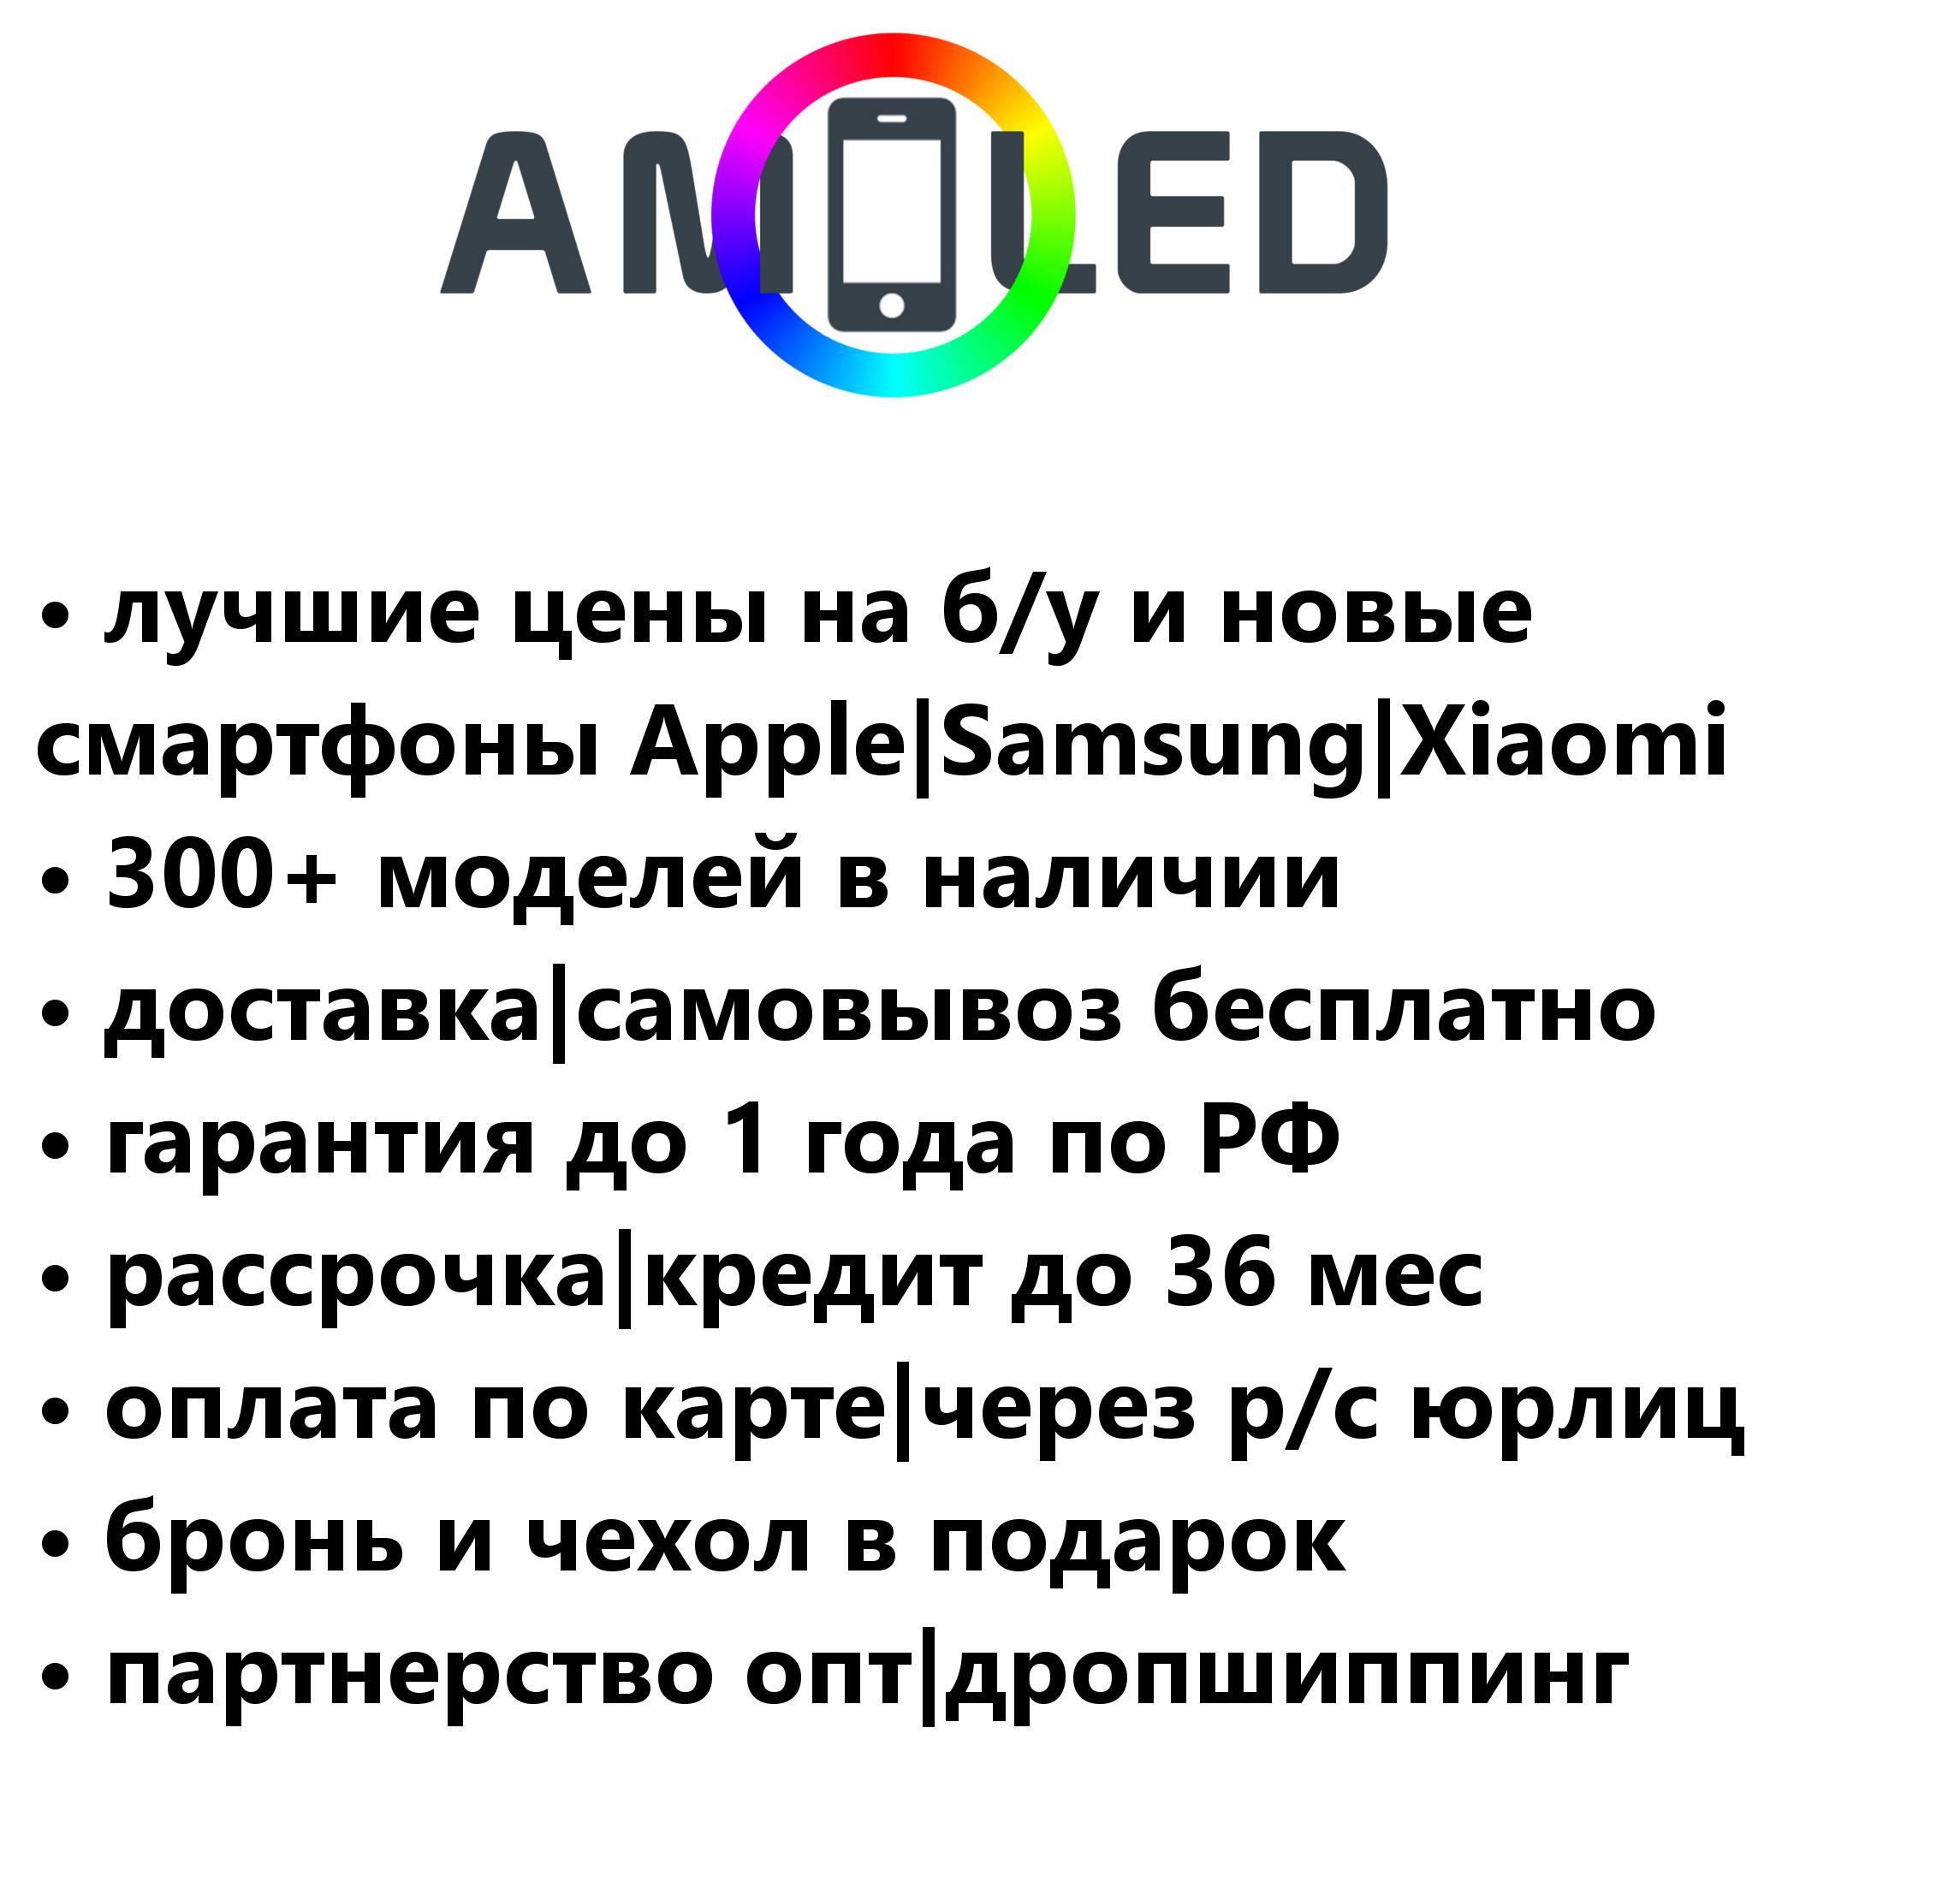 AMOLED
• лучшие цены на б/у и новые
смартфоны Apple|Samsung|Xiaomi
• 300+ моделей в наличии
• доставка|самовывоз бесплатно
• гарантия до 1 года по РФ
• рассрочка|кредит до 36 мес
• оплата по карте|через р/с юрлиц
• бронь и чехол в подарок
• партнерство опт|дропшиппинг